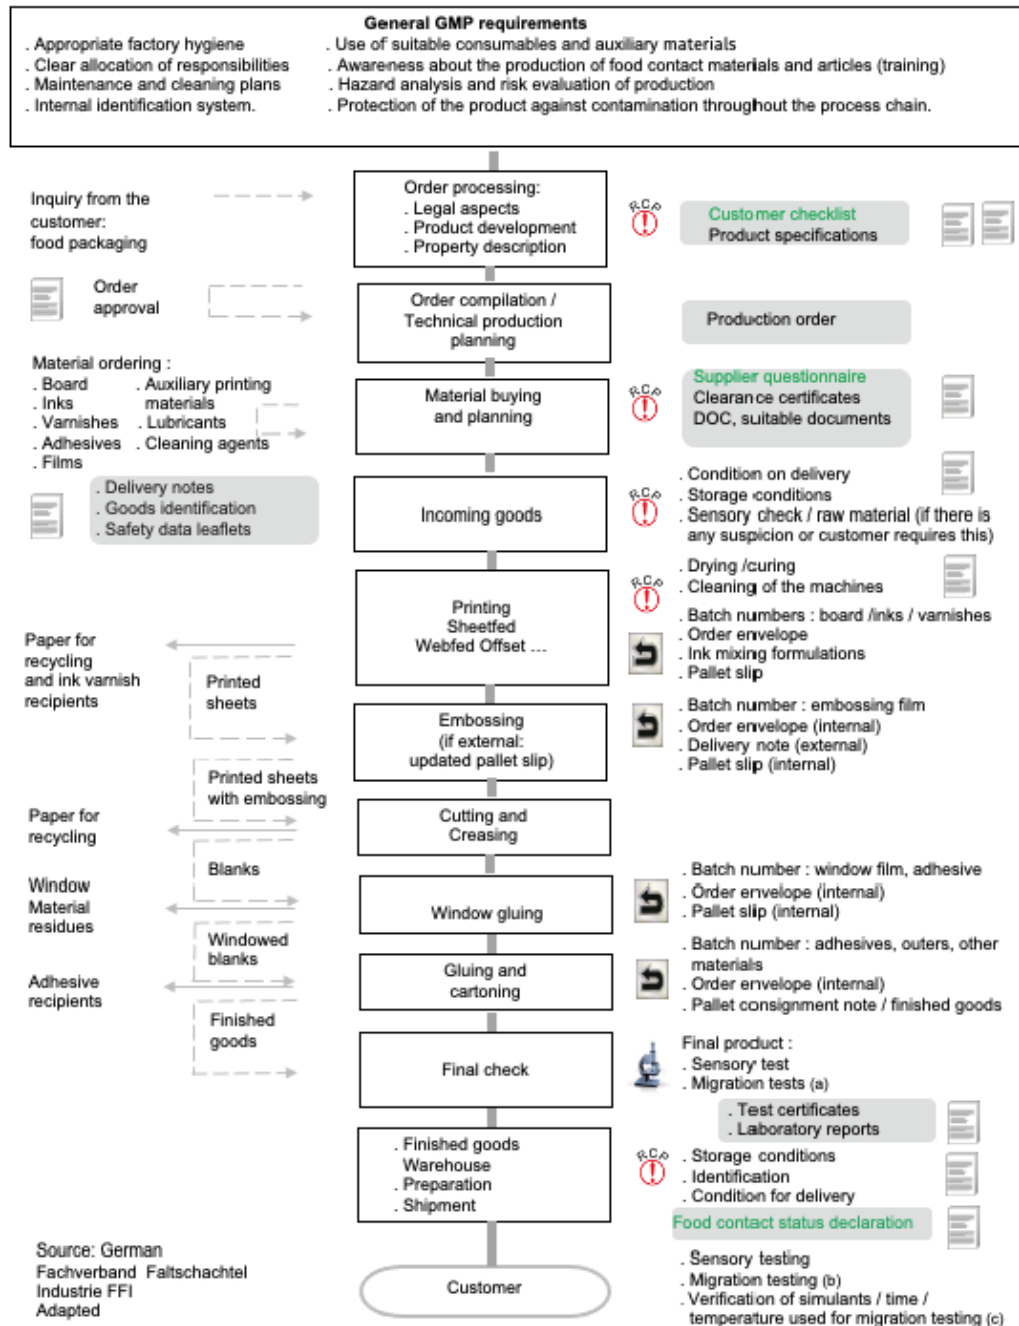 General GMP requirements
. Appropriate factory hygiene
. Clear allocation of responsibilities
. Maintenance and cleaning plans
. Internal identification system.
. Use of suitable consumables and auxiliary materials
. Awareness about the production of food contact materials and articles (training)
. Hazard analysis and risk evaluation of production
. Protection of the product against contamination throughout the process chain.
Inquiry from the
customer:
food packaging
Order processing:
. Legal aspects
. Product development
. Property description
R.C.P
Customer checklist
Product specifications
Order
approval
Order compilation /
Technical production
planning
Production order
Material ordering :
. Board
. Inks
. Varnishes
. Adhesives
. Films
. Auxiliary printing
materials
. Lubricants
. Cleaning agents
Material buying
and planning
R.C.P
Supplier questionnaire
Clearance certificates
DOC, suitable documents
. Delivery notes
. Goods identification
. Safety data leaflets
Incoming goods
R.C.P
. Condition on delivery
. Storage conditions
. Sensory check / raw material (if there is
any suspicion or customer requires this)
Printing
Sheetfed
Webfed Offset ...
R.C.P
. Drying /curing
. Cleaning of the machines
. Batch numbers : board /inks / varnishes
. Order envelope
. Ink mixing formulations
. Pallet slip
Paper for
recycling
and ink varnish
recipients
Printed
sheets
Embossing
(if external:
updated pallet slip)
. Batch number : embossing film
. Order envelope (internal)
. Delivery note (external)
. Pallet slip (internal)
Printed sheets
with embossing
Paper for
recycling
Cutting and
Creasing
Blanks
Window
Material
residues
Window gluing
. Batch number : window film, adhesive
. Order envelope (internal)
. Pallet slip (internal)
Windowed
blanks
Adhesive
recipients
Gluing and
cartoning
. Batch number : adhesives, outers, other
materials
. Order envelope (internal)
. Pallet consignment note / finished goods
Finished
goods
Final check
Final product :
. Sensory test
. Migration tests (a)
. Test certificates
. Laboratory reports
. Finished goods
Warehouse
. Preparation
. Shipment
R.C.P
. Storage conditions
. Identification
. Condition for delivery
Food contact status declaration
Customer
. Sensory testing
. Migration testing (b)
. Verification of simulants / time /
temperature used for migration testing (c)
Source: German
Fachverband Faltschachtel
Industrie FFI
Adapted